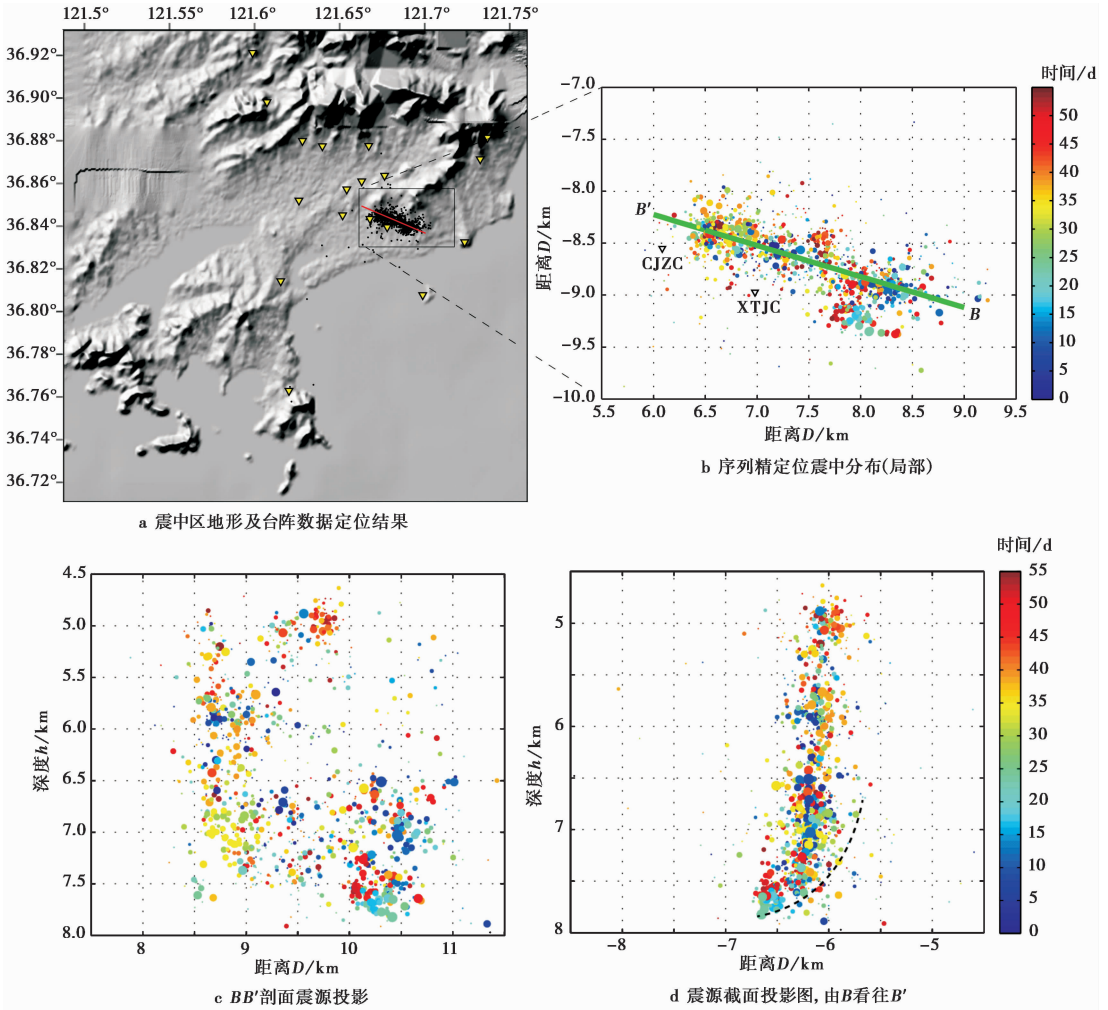 121.5° 121.55° 121.6° 121.65° 121.7° 121.75°
36.92°
36.90°
36.88°
36.86°
36.84°
36.82°
36.80°
36.78°
36.76°
36.74°
36.72°
a 震中区地形及台阵数据定位结果
时间/d
-7.0
-7.5
-8.0
-8.5
-9.0
-9.5
-10.0
距离D/km
B′
CJZC
XTJC
B
5.5 6.0 6.5 7.0 7.5 8.0 8.5 9.0 9.5
距离D/km
50
45
40
35
30
25
20
15
10
5
0
b 序列精定位震中分布(局部)
4.5
5.0
5.5
6.0
6.5
7.0
7.5
8.0
深度h/km
8 9 10 11
距离D/km
c BB′剖面震源投影
时间/d
5
6
7
8
深度h/km
-8 -7 -6 -5
距离D/km
55
50
45
40
35
30
25
20
15
10
5
0
d 震源截面投影图,由B看往B′